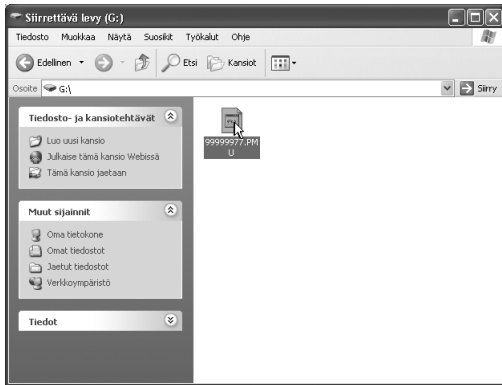 Siirrettävä levy (G:)
Tiedosto Muokkaa Näytä Suosikit Työkalut Ohje
Edellinen Etsi Kansiot
Osoite G:\ Siirry
Tiedosto- ja kansiotehtävät
Luo uusi kansio
Julkaise tämä kansio Webissä
Tämä kansio jaetaan
99999977.PM
U
Muut sijainnit
Oma tietokone
Omat tiedostot
Jaetut tiedostot
Verkkoympäristö
Tiedot